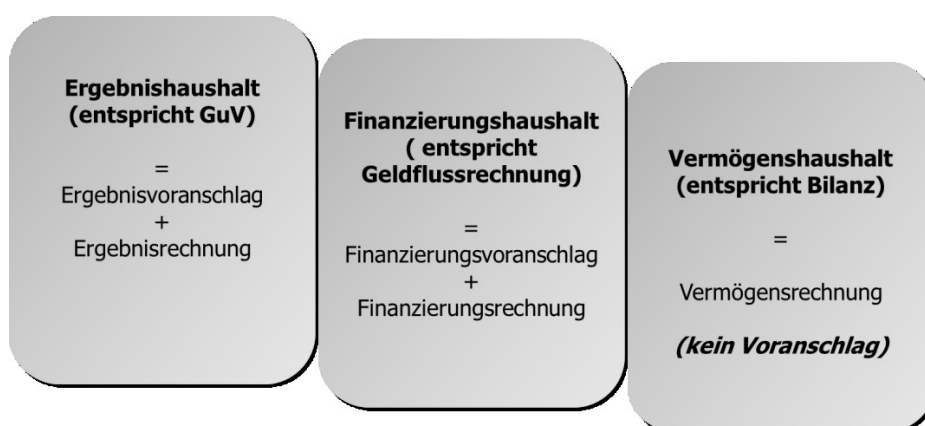 Ergebnishaushalt
(entspricht GuV)
=
Ergebnisvoranschlag
+
Ergebnisrechnung
Finanzierungshaushalt
( entspricht
Geldflussrechnung)
=
Finanzierungsvoranschlag
+
Finanzierungsrechnung
Vermögenshaushalt
(entspricht Bilanz)
=
Vermögensrechnung
(kein Voranschlag)